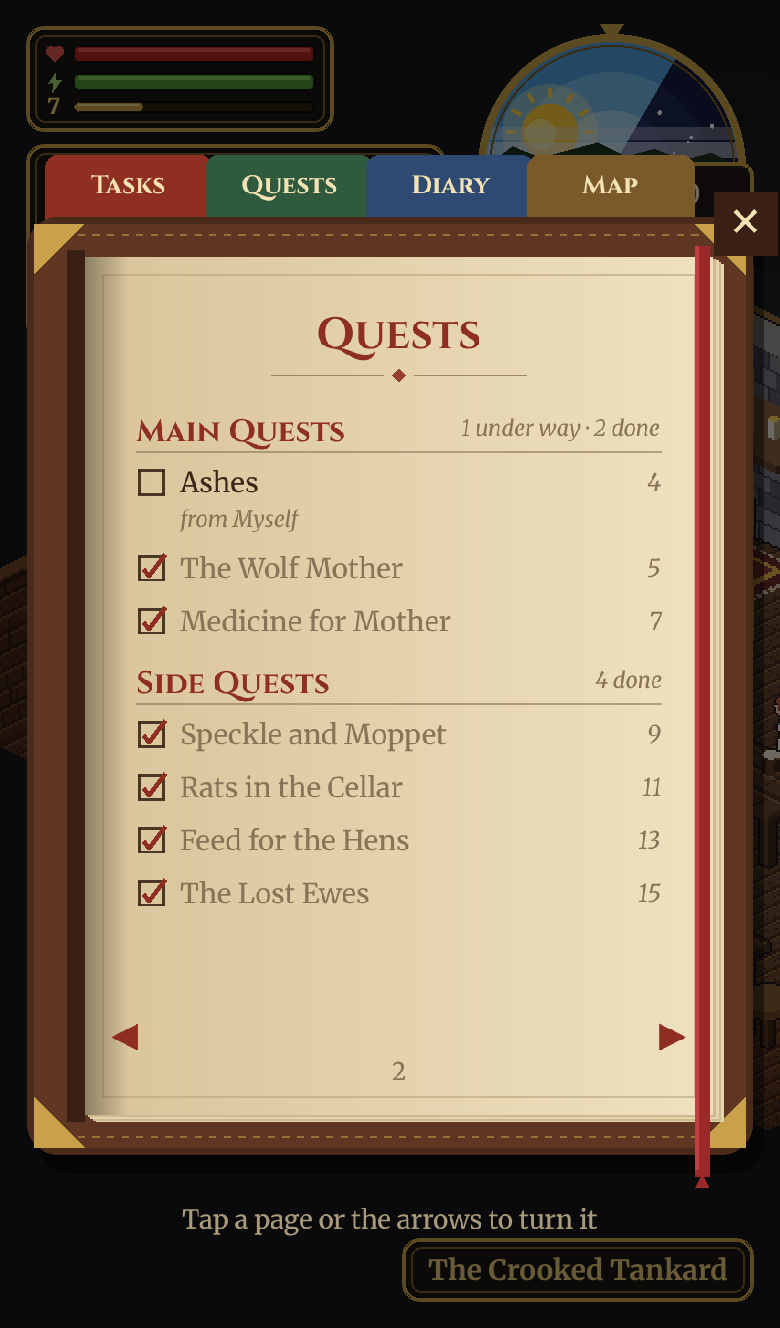 7
Tasks
Quests
Diary
Map
✕
Quests
Main Quests 1 under way · 2 done
Ashes 4
from Myself
The Wolf Mother 5
Medicine for Mother 7
Side Quests 4 done
Speckle and Moppet 9
Rats in the Cellar 11
Feed for the Hens 13
The Lost Ewes 15
2
Tap a page or the arrows to turn it
The Crooked Tankard